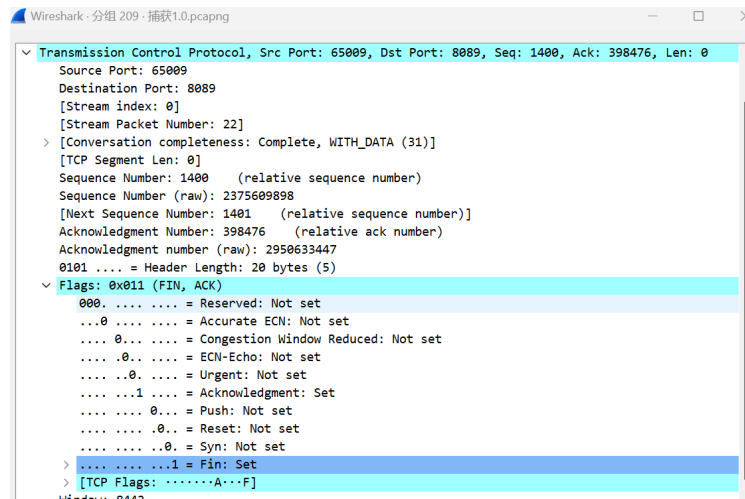 Wireshark · 分组 209 · 捕获1.0.pcapng
Transmission Control Protocol, Src Port: 65009, Dst Port: 8089, Seq: 1400, Ack: 398476, Len: 0
Source Port: 65009
Destination Port: 8089
[Stream index: 0]
[Stream Packet Number: 22]
[Conversation completeness: Complete, WITH_DATA (31)]
[TCP Segment Len: 0]
Sequence Number: 1400    (relative sequence number)
Sequence Number (raw): 2375609898
[Next Sequence Number: 1401    (relative sequence number)]
Acknowledgment Number: 398476    (relative ack number)
Acknowledgment number (raw): 2950633447
0101 .... = Header Length: 20 bytes (5)
Flags: 0x011 (FIN, ACK)
000. .... .... = Reserved: Not set
...0 .... .... = Accurate ECN: Not set
.... 0... .... = Congestion Window Reduced: Not set
.... .0.. .... = ECN-Echo: Not set
.... ..0. .... = Urgent: Not set
.... ...1 .... = Acknowledgment: Set
.... .... 0... = Push: Not set
.... .... .0.. = Reset: Not set
.... .... ..0. = Syn: Not set
.... .... ...1 = Fin: Set
[TCP Flags: ·······A···F]
Window: 8442